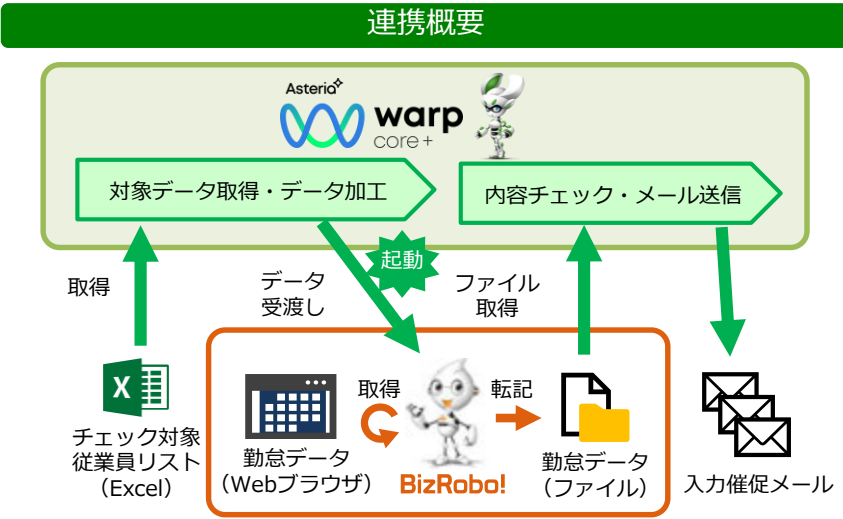 連携概要
Asteria
warp
core+
対象データ取得・データ加工
内容チェック・メール送信
起動
取得
データ
受渡し
ファイル
取得
X
チェック対象
従業員リスト
（Excel）
取得
転記
勤怠データ
（Webブラウザ）
BizRobo!
勤怠データ
（ファイル）
入力催促メール